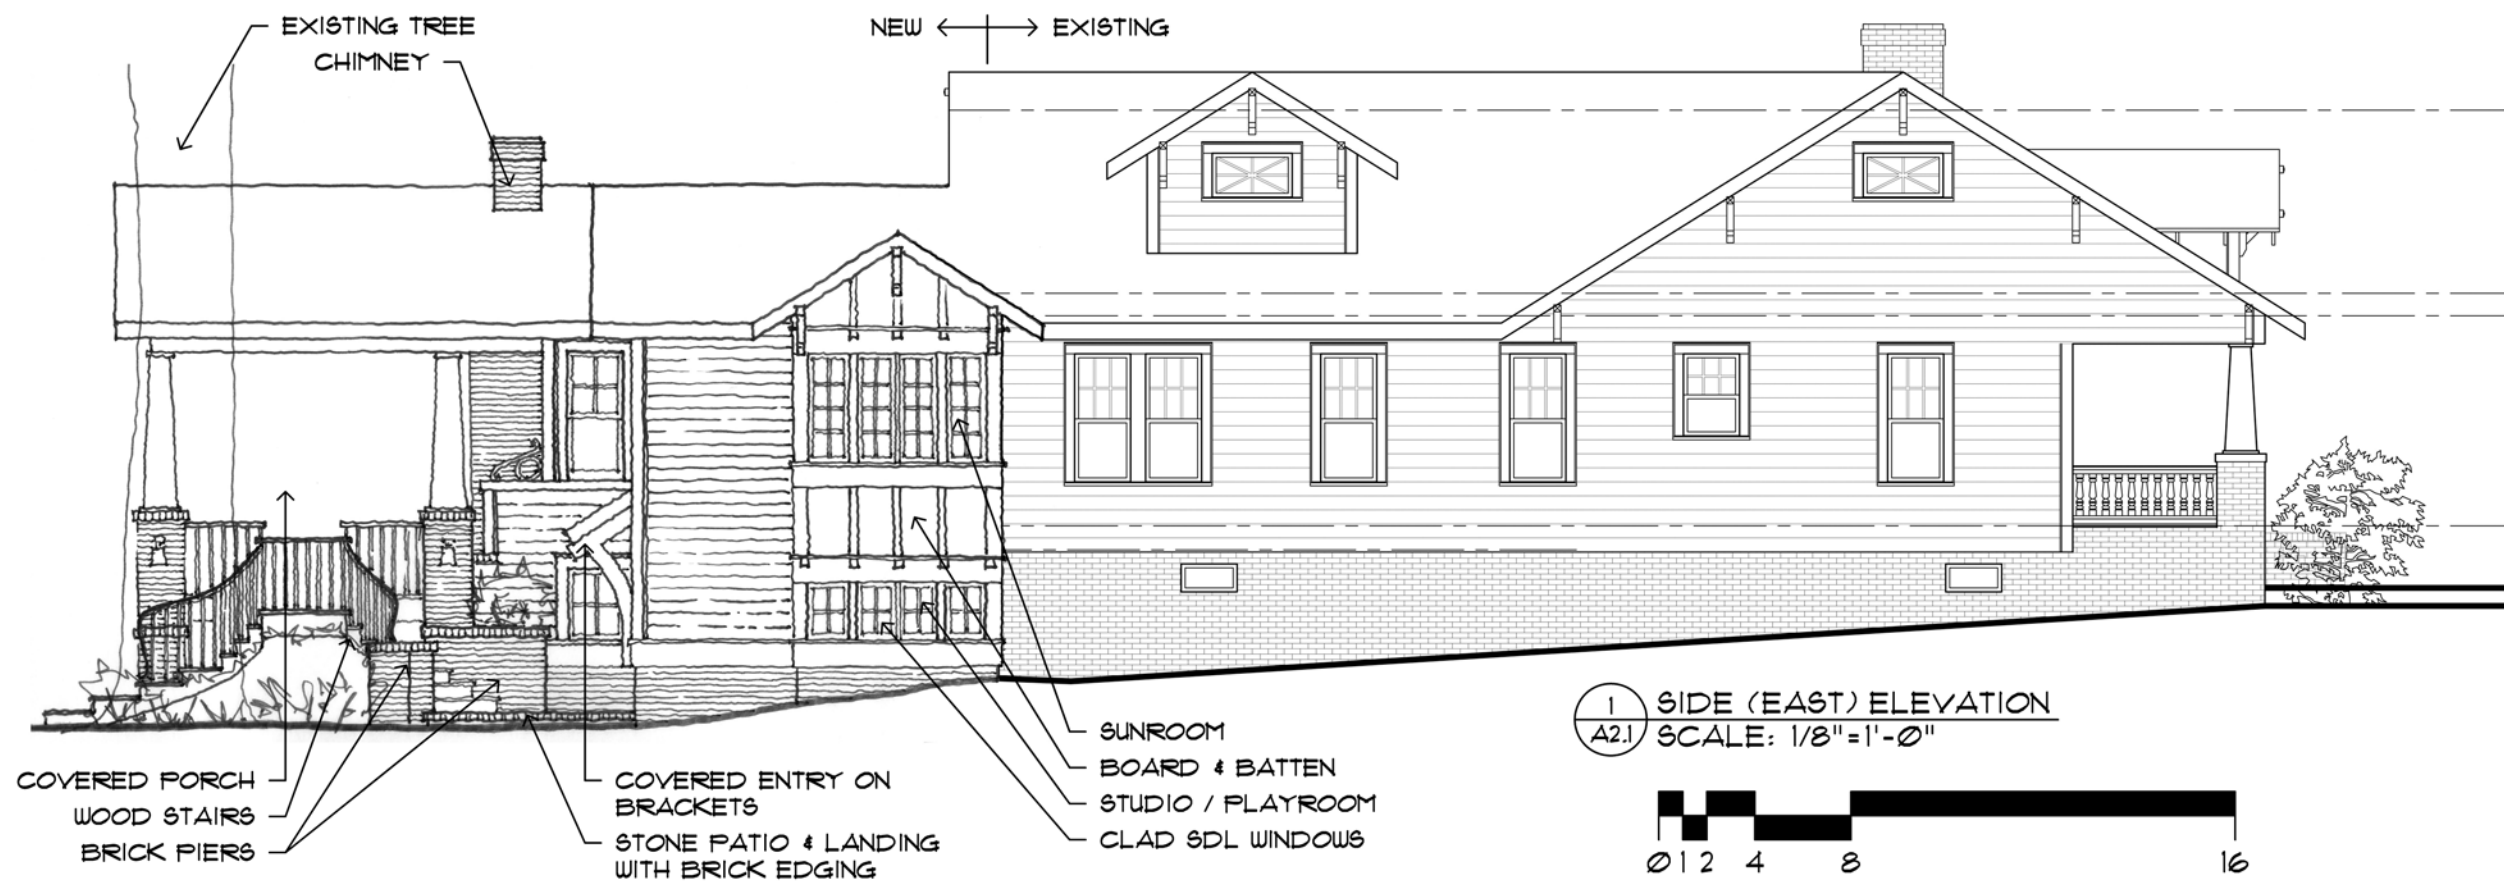 EXISTING TREE
CHIMNEY
NEW
EXISTING
COVERED PORCH
WOOD STAIRS
BRICK PIERS
COVERED ENTRY ON
BRACKETS
STONE PATIO & LANDING
WITH BRICK EDGING
SUNROOM
BOARD & BATTEN
STUDIO / PLAYROOM
CLAD SDL WINDOWS
1
A2.1
SIDE (EAST) ELEVATION
SCALE: 1/8"=1'-0"
0 1 2 4 8 16